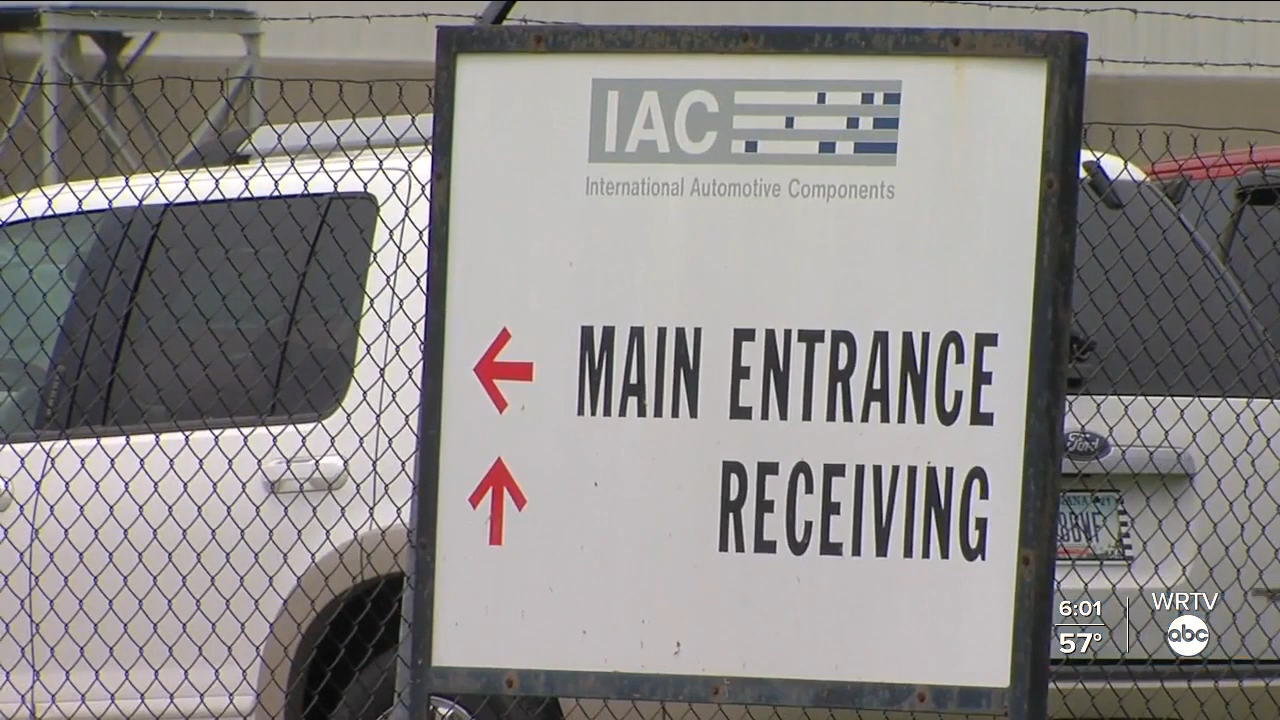 IAC
International Automotive Components
MAIN ENTRANCE
RECEIVING
Ford
6:01
57°
WRTV
abc